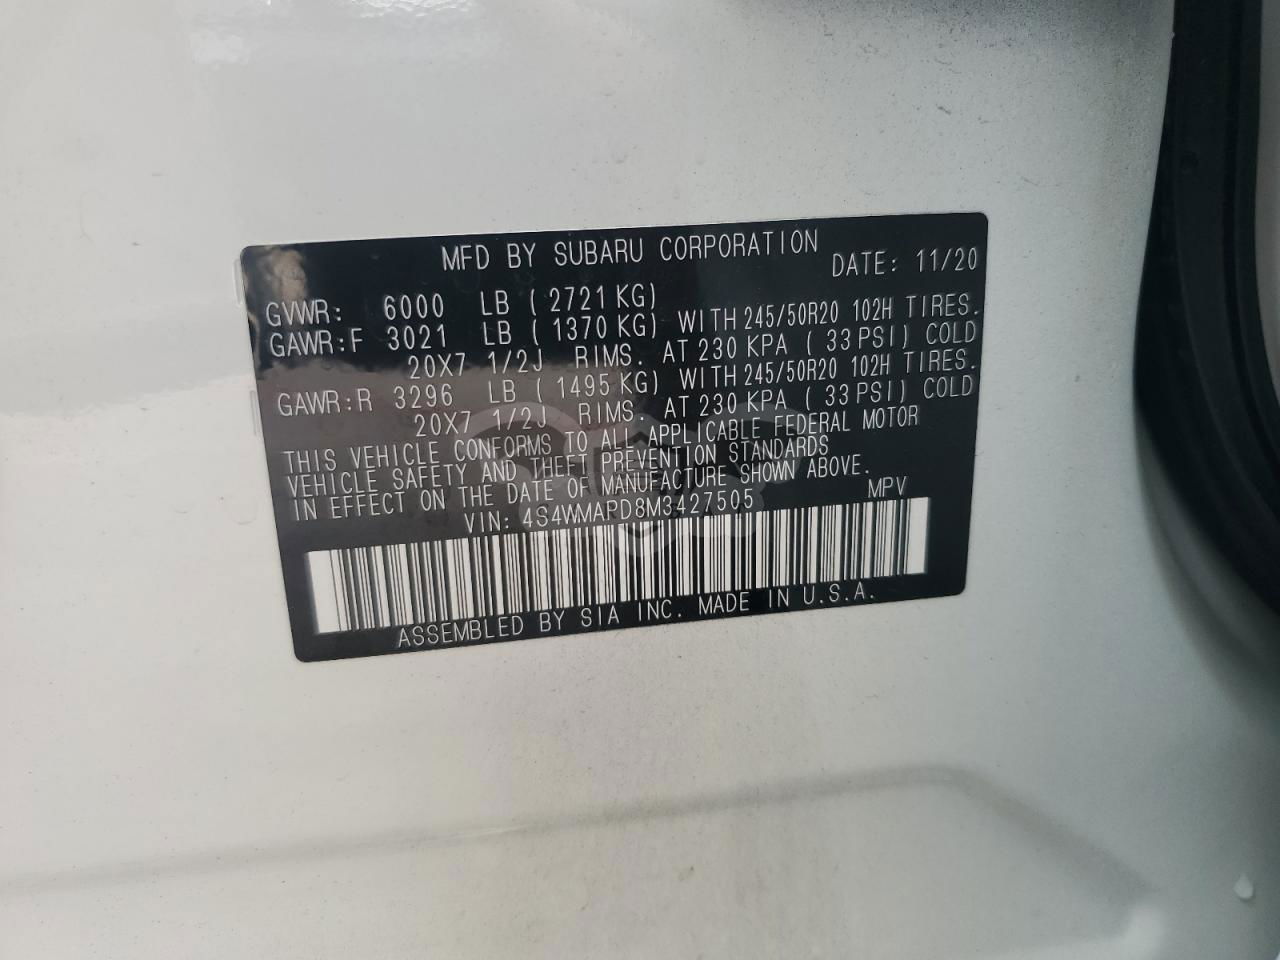 MFD BY SUBARU CORPORATION DATE: 11/20
GVWR: 6000 LB ( 2721 KG)
GAWR:F 3021 LB ( 1370 KG) WITH 245/50R20 102H TIRES.
20X7 1/2J RIMS. AT 230 KPA ( 33 PSI) COLD
GAWR:R 3296 LB ( 1495 KG) WITH 245/50R20 102H TIRES.
20X7 1/2J RIMS. AT 230 KPA ( 33 PSI) COLD
THIS VEHICLE CONFORMS TO ALL APPLICABLE FEDERAL MOTOR
VEHICLE SAFETY AND THEFT PREVENTION STANDARDS
IN EFFECT ON THE DATE OF MANUFACTURE SHOWN ABOVE.
VIN: 4S4WMAPD8M3427505 MPV
ASSEMBLED BY SIA INC. MADE IN U.S.A.